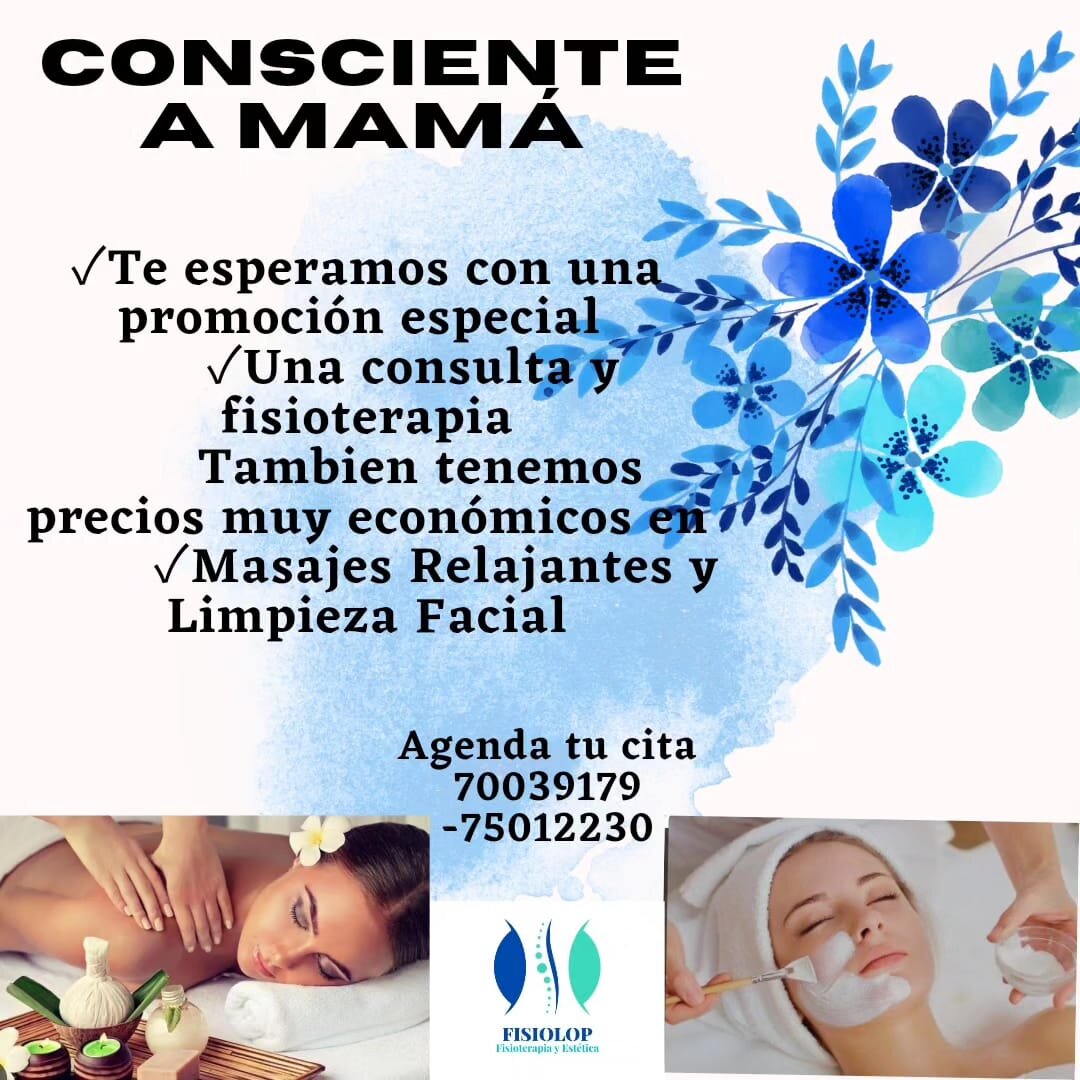 CONSCIENTE
A MAMÁ
✓Te esperamos con una
promoción especial
✓Una consulta y
fisioterapia
Tambien tenemos
precios muy económicos en
✓Masajes Relajantes y
Limpieza Facial
Agenda tu cita
70039179
-75012230
FISIOLOP
Fisioterapia y Estética